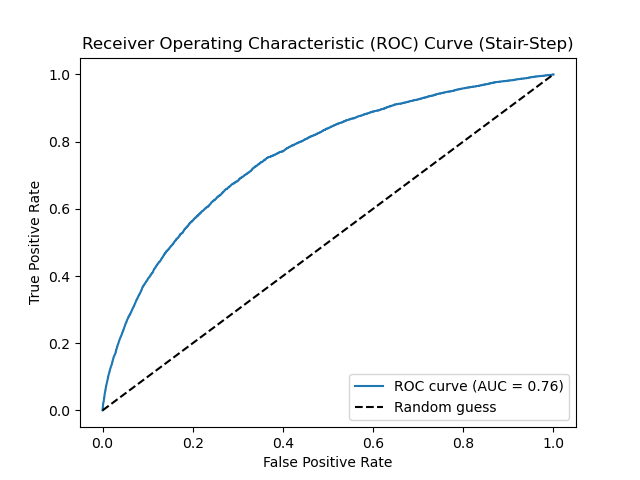 Receiver Operating Characteristic (ROC) Curve (Stair-Step)
1.0
0.8
0.6
0.4
0.2
0.0
True Positive Rate
ROC curve (AUC = 0.76)
Random guess
0.0 0.2 0.4 0.6 0.8 1.0
False Positive Rate